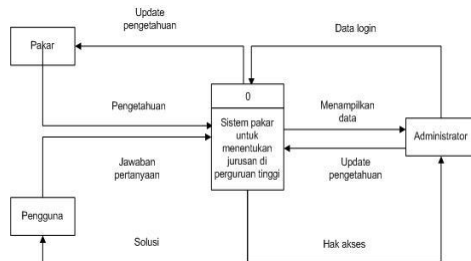 Update
pengetahuan
Data login
Pakar
0
Pengetahuan
Sistem pakar
untuk
menentukan
jurusan di
perguruan tinggi
Menampilkan
data
Administrator
Jawaban
pertanyaan
Update
pengetahuan
Pengguna
Solusi
Hak akses